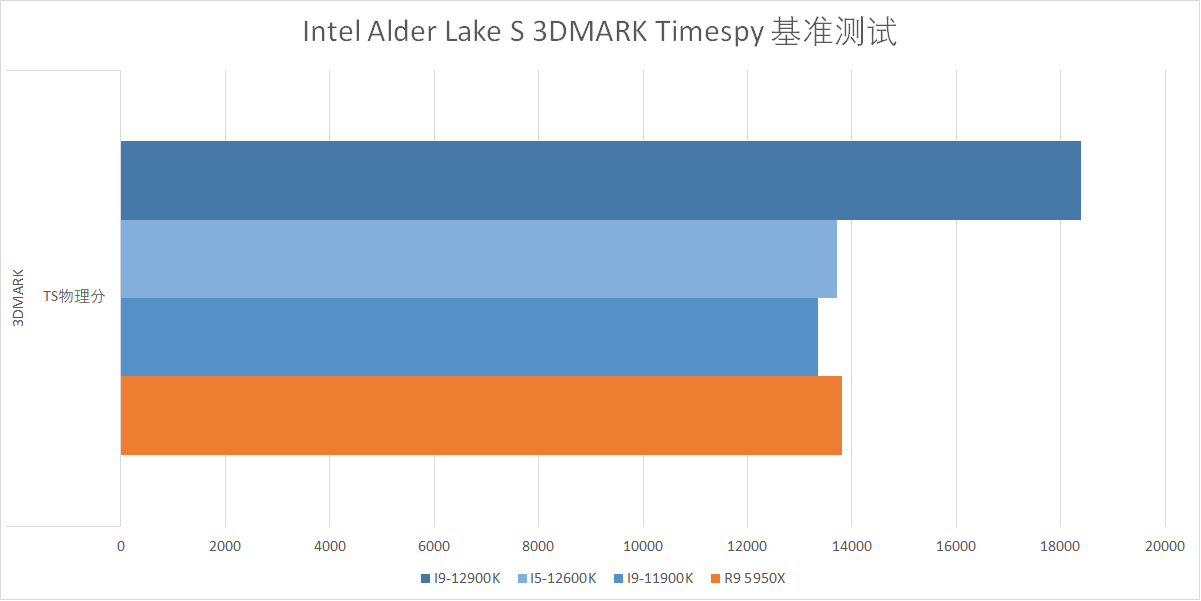 Intel Alder Lake S 3DMARK Timespy 基准测试
3DMARK
TS物理分
0 2000 4000 6000 8000 10000 12000 14000 16000 18000 20000
I9-12900K I5-12600K I9-11900K R9 5950X